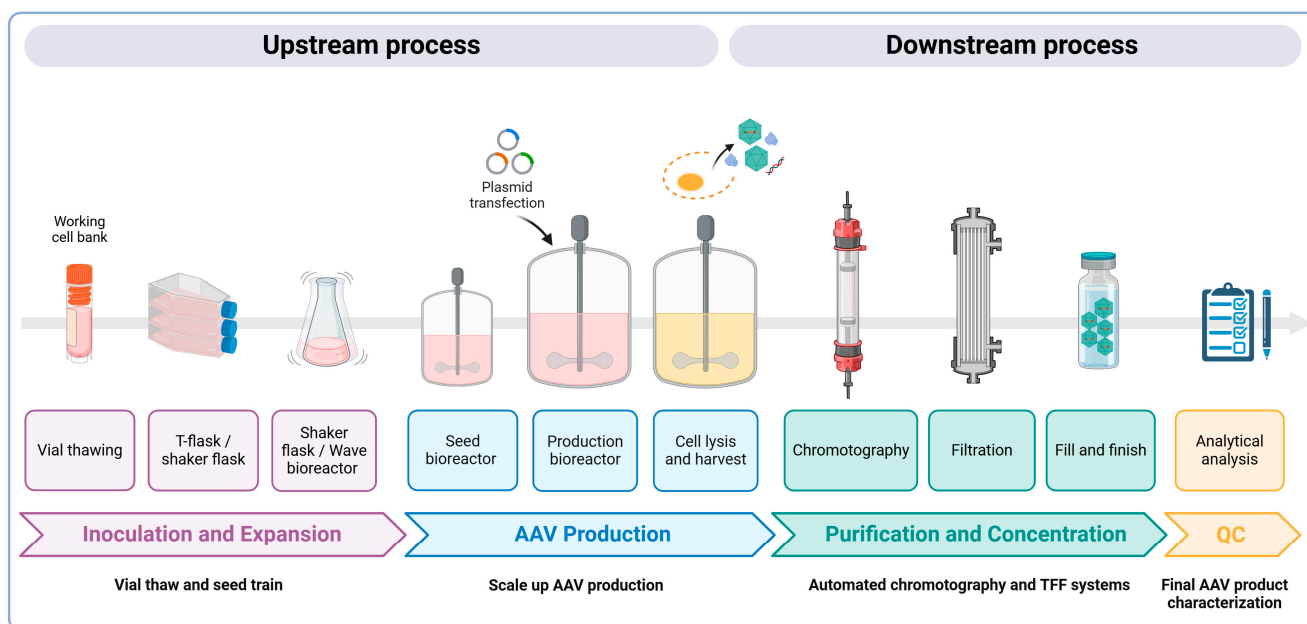 Upstream process
Downstream process
Plasmid
transfection
Working
cell bank
Vial thawing
T-flask /
shaker flask
Shaker
flask / Wave
bioreactor
Seed
bioreactor
Production
bioreactor
Cell lysis
and harvest
Chromotography
Filtration
Fill and finish
Analytical
analysis
Inoculation and Expansion
AAV Production
Purification and Concentration
QC
Vial thaw and seed train
Scale up AAV production
Automated chromotography and TFF systems
Final AAV product
characterization